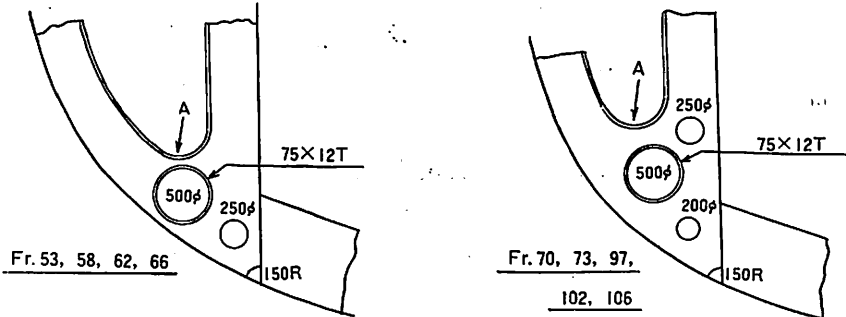 A
75×12T
500ϕ
250ϕ
Fr. 53, 58, 62, 66
150R
A
250ϕ
75×12T
500ϕ
200ϕ
Fr. 70, 73, 97,
150R
102, 106